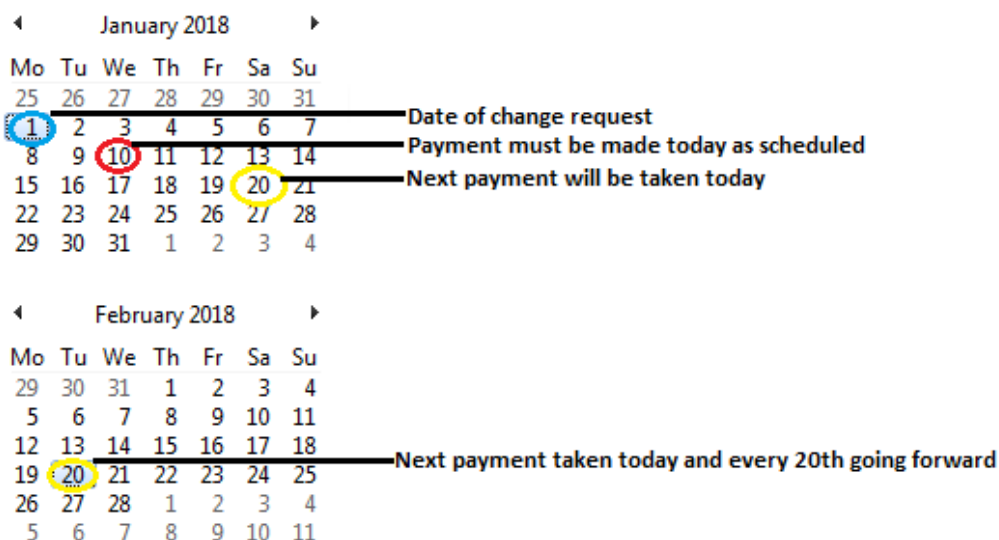 January 2018
Mo Tu We Th Fr Sa Su
25 26 27 28 29 30 31
1 2 3 4 5 6 7
8 9 10 11 12 13 14
15 16 17 18 19 20 21
22 23 24 25 26 27 28
29 30 31 1 2 3 4
Date of change request
Payment must be made today as scheduled
Next payment will be taken today
February 2018
Mo Tu We Th Fr Sa Su
29 30 31 1 2 3 4
5 6 7 8 9 10 11
12 13 14 15 16 17 18
19 20 21 22 23 24 25
26 27 28 1 2 3 4
5 6 7 8 9 10 11
Next payment taken today and every 20th going forward